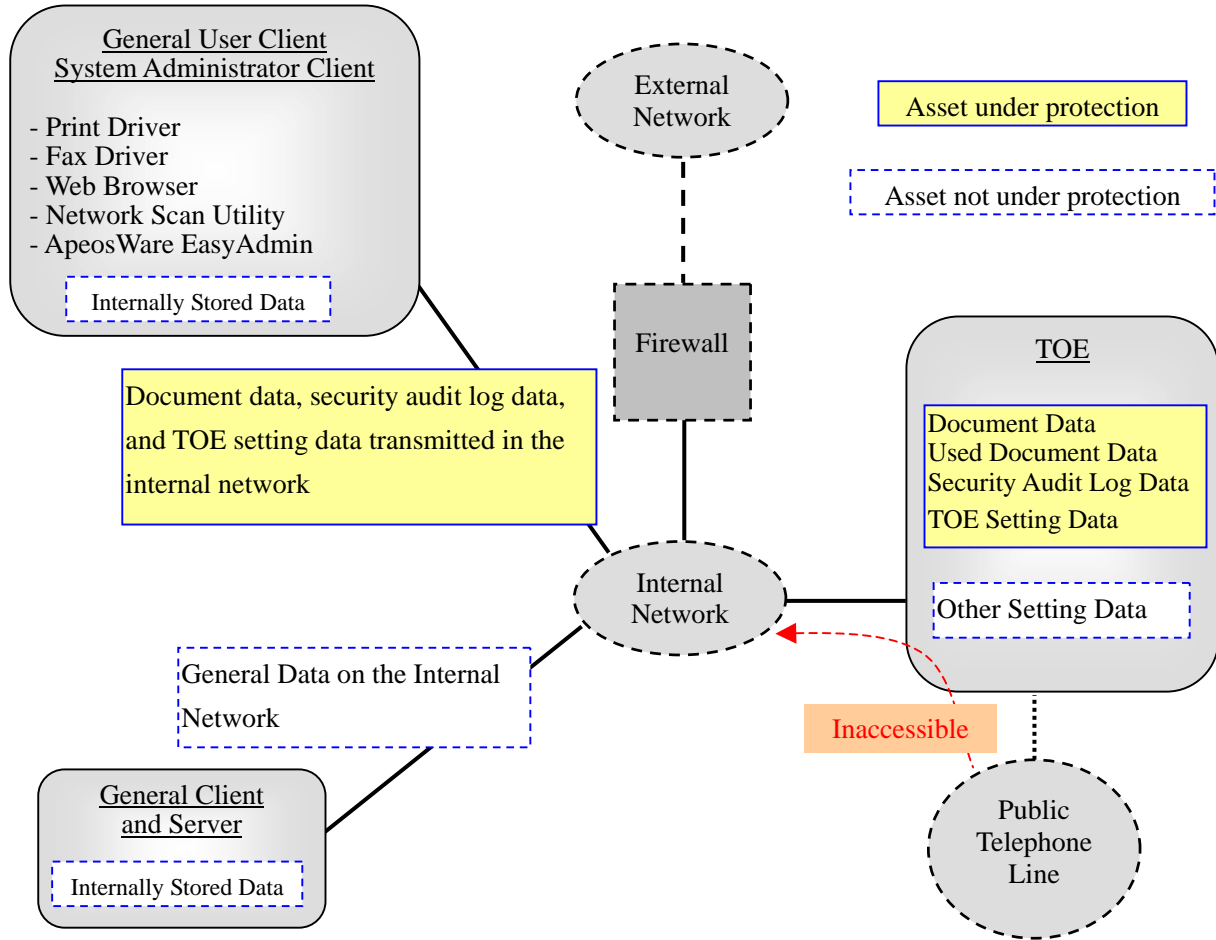 General User Client
System Administrator Client
- Print Driver
- Fax Driver
- Web Browser
- Network Scan Utility
- ApeosWare EasyAdmin
Internally Stored Data
External
Network
Asset under protection
Asset not under protection
Firewall
Document data, security audit log data,
and TOE setting data transmitted in the
internal network
TOE
Document Data
Used Document Data
Security Audit Log Data
TOE Setting Data
Other Setting Data
Internal
Network
General Data on the Internal
Network
Inaccessible
General Client
and Server
Internally Stored Data
Public
Telephone
Line